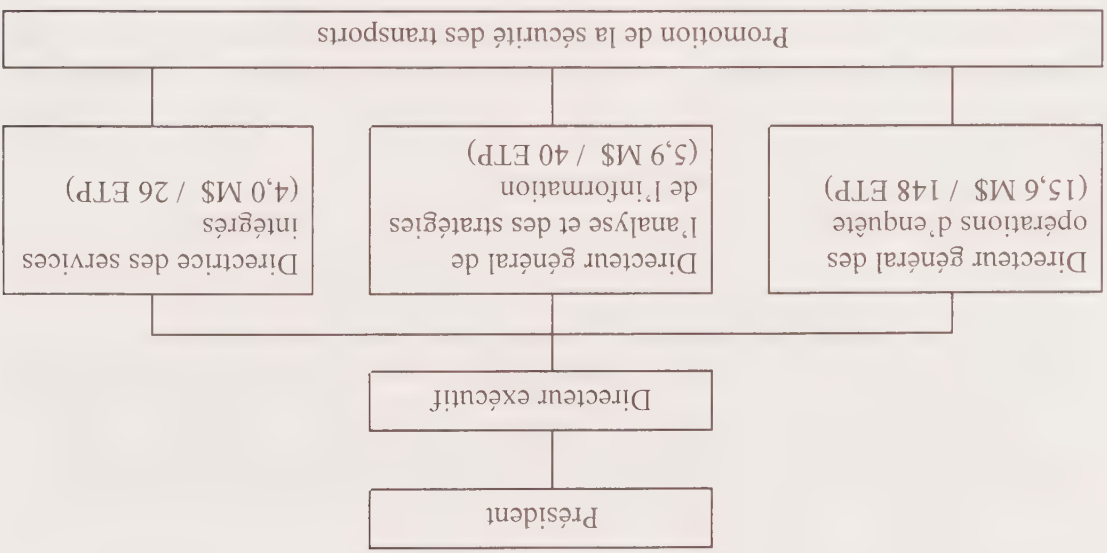 Président
Directeur exécutif
Directeur général des
opérations d'enquête
(15,6 M$ / 148 ETP)
Directeur général de
l'analyse et des stratégies
de l'information
(5,9 M$ / 40 ETP)
Directrice des services
intégrés
(4,0 M$ / 26 ETP)
Promotion de la sécurité des transports